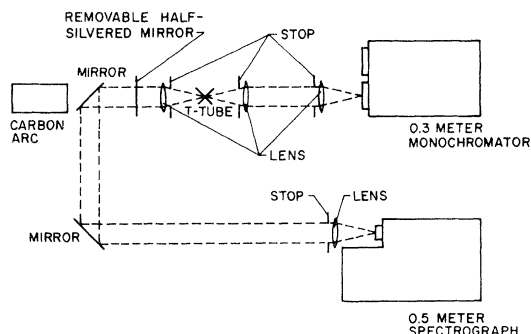 REMOVABLE HALF-
SILVERED MIRROR
STOP
MIRROR
T-TUBE
CARBON
ARC
LENS
0.3 METER
MONOCHROMATOR
STOP
LENS
MIRROR
0.5 METER
SPECTROGRAPH